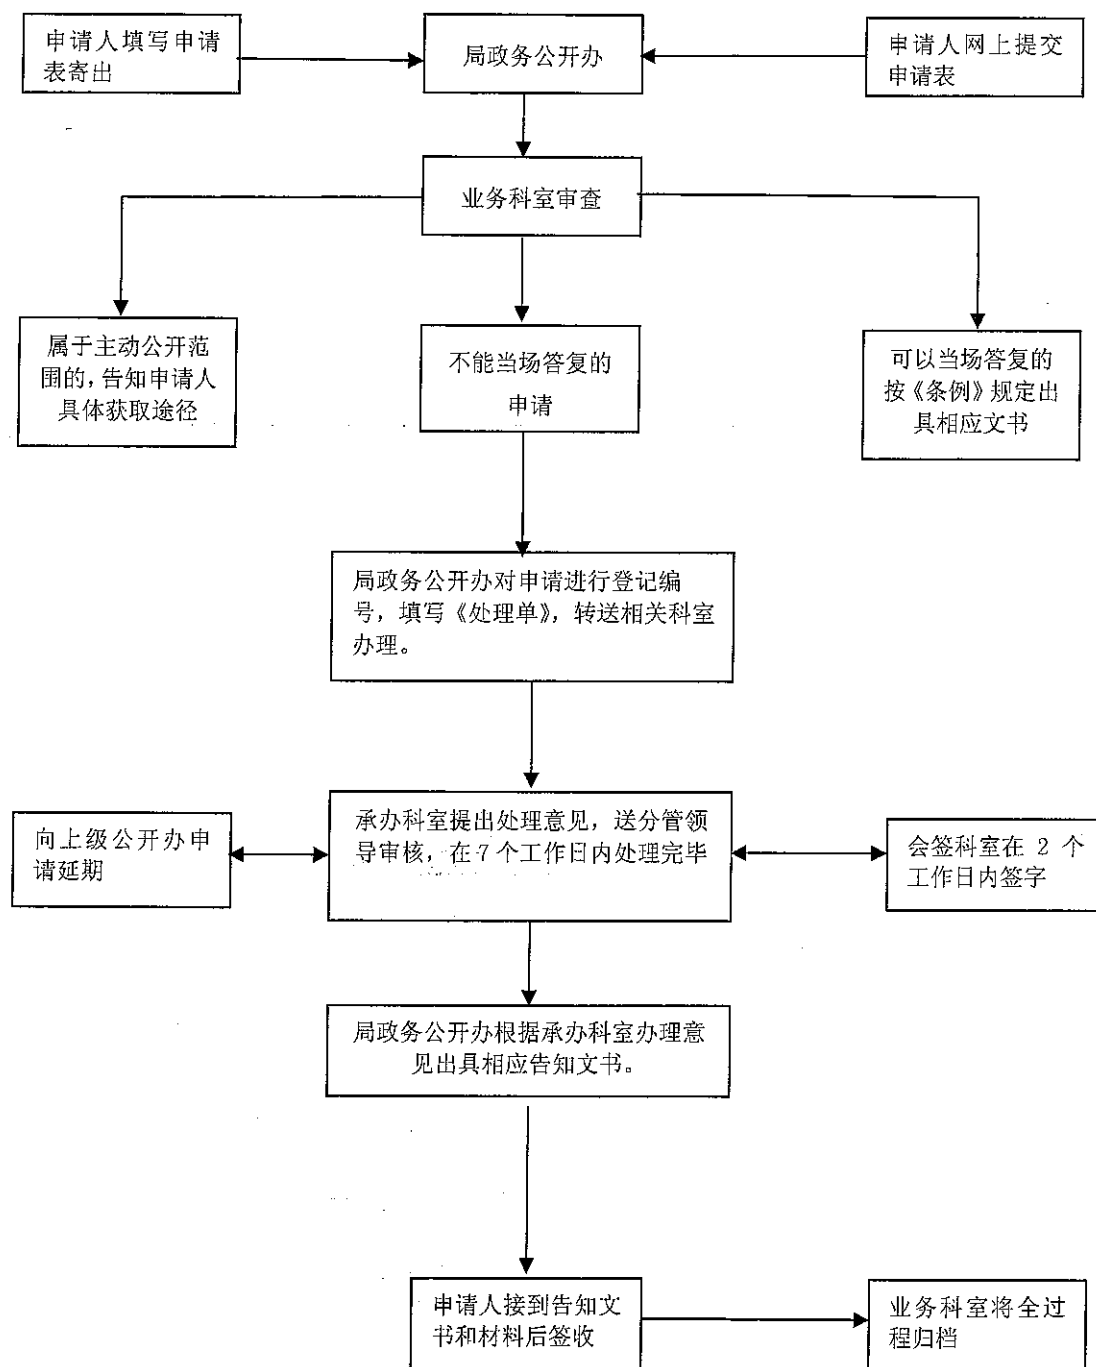 申请人填写申请
表寄出
局政务公开办
申请人网上提交
申请表
业务科室审查
属于主动公开范
围的,告知申请人
具体获取途径
不能当场答复的
申请
可以当场答复的
按《条例》规定出
具相应文书
局政务公开办对申请进行登记编
号，填写《处理单》，转送相关科室
办理。
向上级公开办申
请延期
承办科室提出处理意见，送分管领
导审核，在7个工作日内处理完毕
会签科室在 2 个
工作日内签字
局政务公开办根据承办科室办理意
见出具相应告知文书。
申请人接到告知文
书和材料后签收
业务科室将全过
程归档